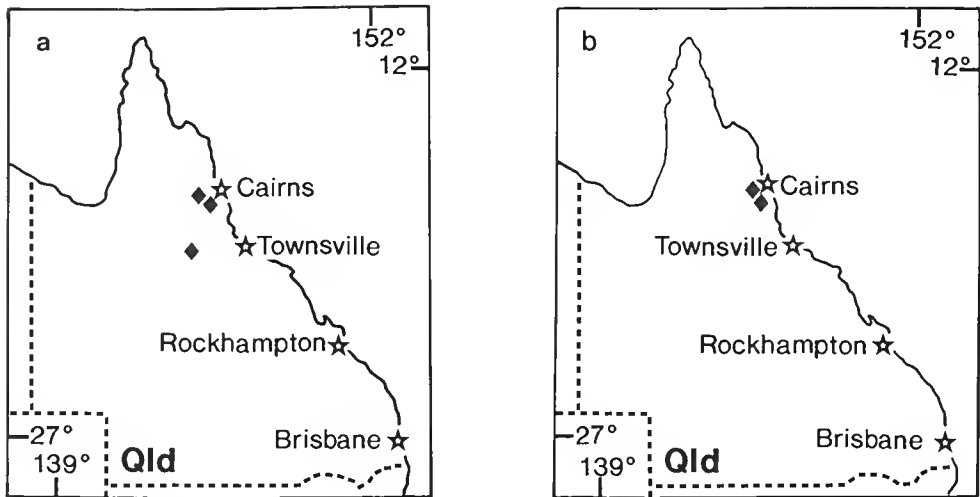 a
152°
12°
Cairns
Townsville
Rockhampton
Brisbane
27°
139°
Qld
b
152°
12°
Cairns
Townsville
Rockhampton
Brisbane
27°
139°
Qld